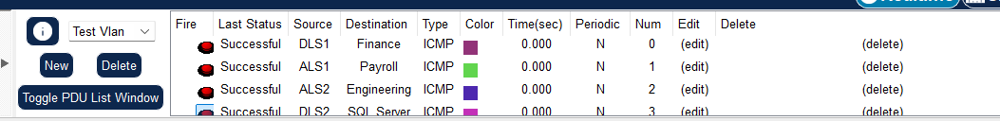 Fire Last Status Source Destination Type Color Time(sec) Periodic Num Edit Delete
Successful DLS1 Finance ICMP 0.000 N 0 (edit) (delete)
Successful ALS1 Payroll ICMP 0.000 N 1 (edit) (delete)
Successful ALS2 Engineering ICMP 0.000 N 2 (edit) (delete)
Successful DLS2 SQL Server ICMP 0.000 N 3 (edit) (delete)
i
Test Vlan
New Delete
Toggle PDU List Window